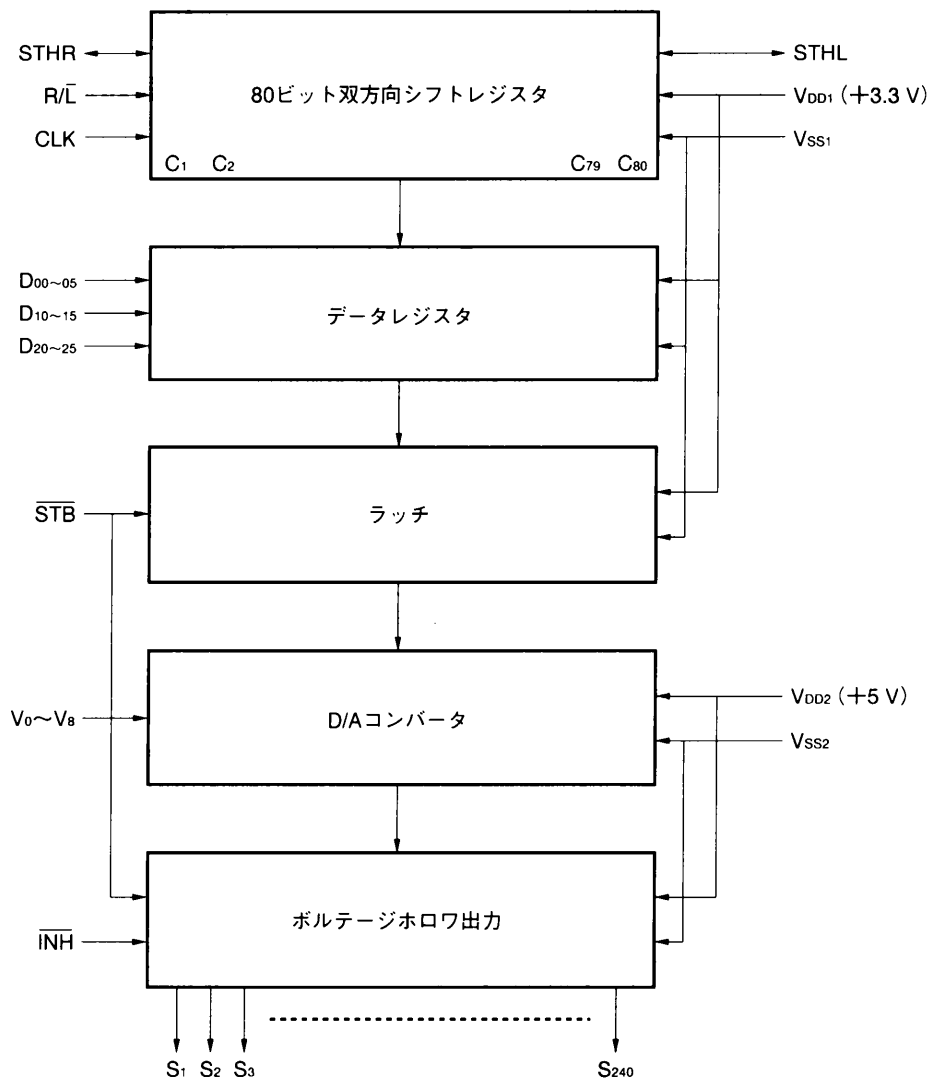 STHR
STHL
R/L̅
80ビット双方向シフトレジスタ
VDD1 (+3.3 V)
CLK
VSS1
C1 C2 C79 C80
D00~05
D10~15
データレジスタ
D20~25
S̅T̅B̅
ラッチ
VDD2 (+5 V)
V0~V8
D/Aコンバータ
VSS2
ボルテージホロワ出力
I̅N̅H̅
S1 S2 S3 S240